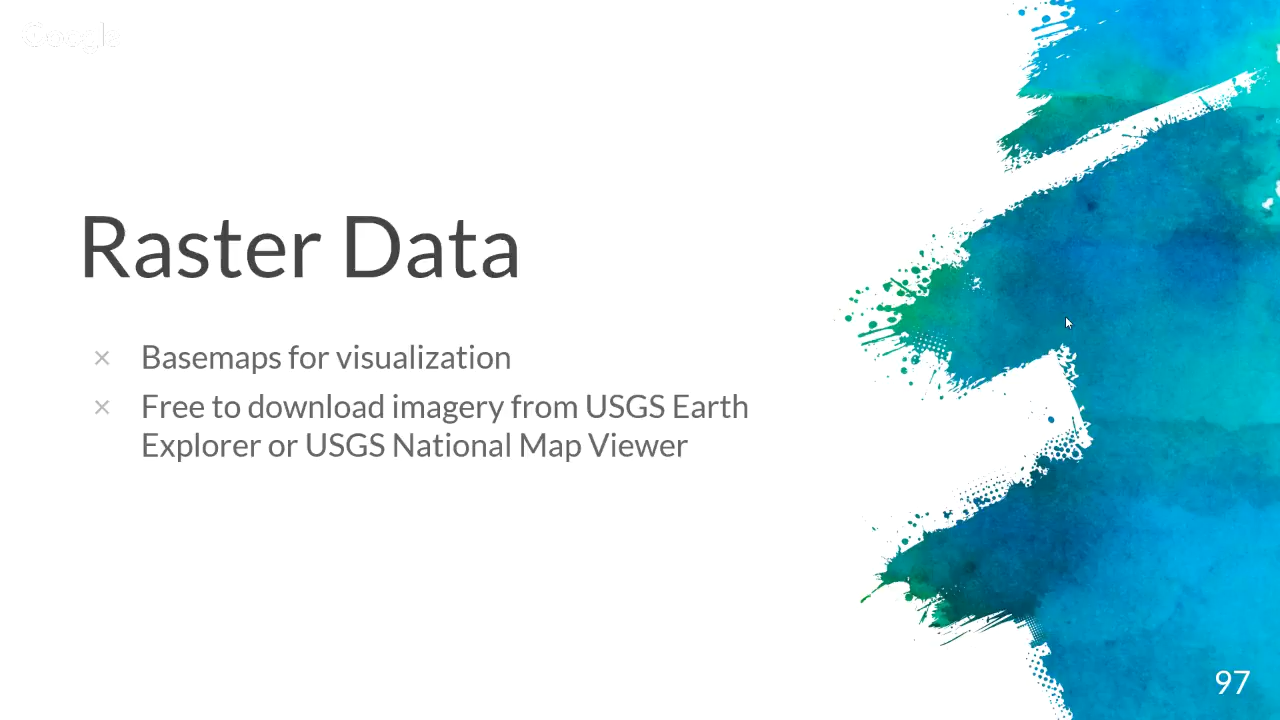 Google
Raster Data
× Basemaps for visualization
× Free to download imagery from USGS Earth
Explorer or USGS National Map Viewer
97